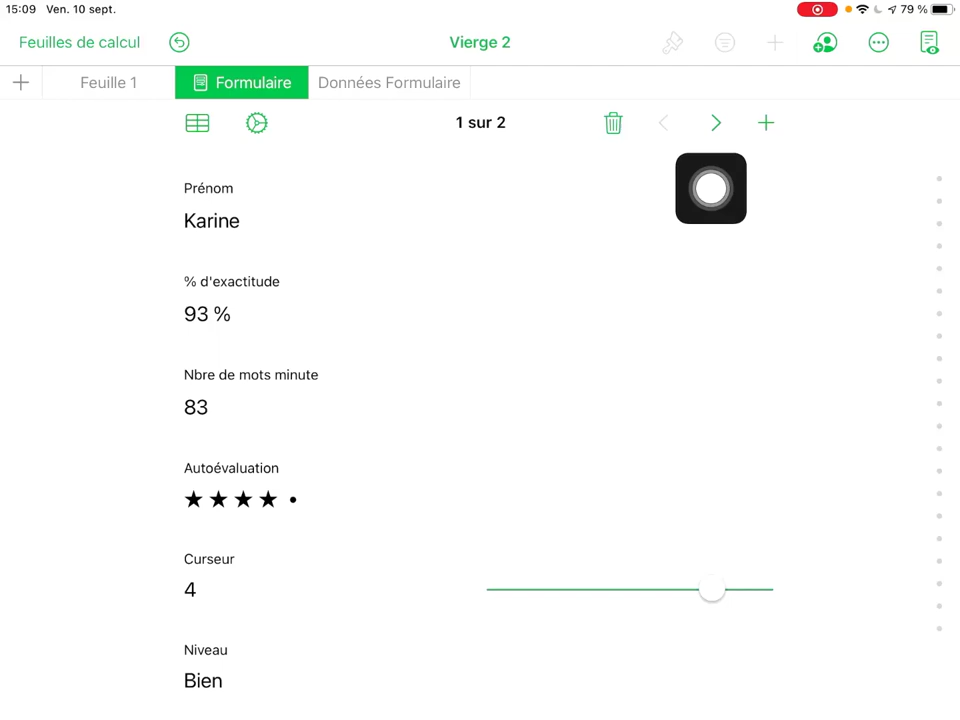 15:09 Ven. 10 sept. 79 %
Feuilles de calcul Vierge 2
Feuille 1 Formulaire Données Formulaire
1 sur 2
Prénom
Karine
% d'exactitude
93 %
Nbre de mots minute
83
Autoévaluation
★ ★ ★ ★ •
Curseur
4
Niveau
Bien